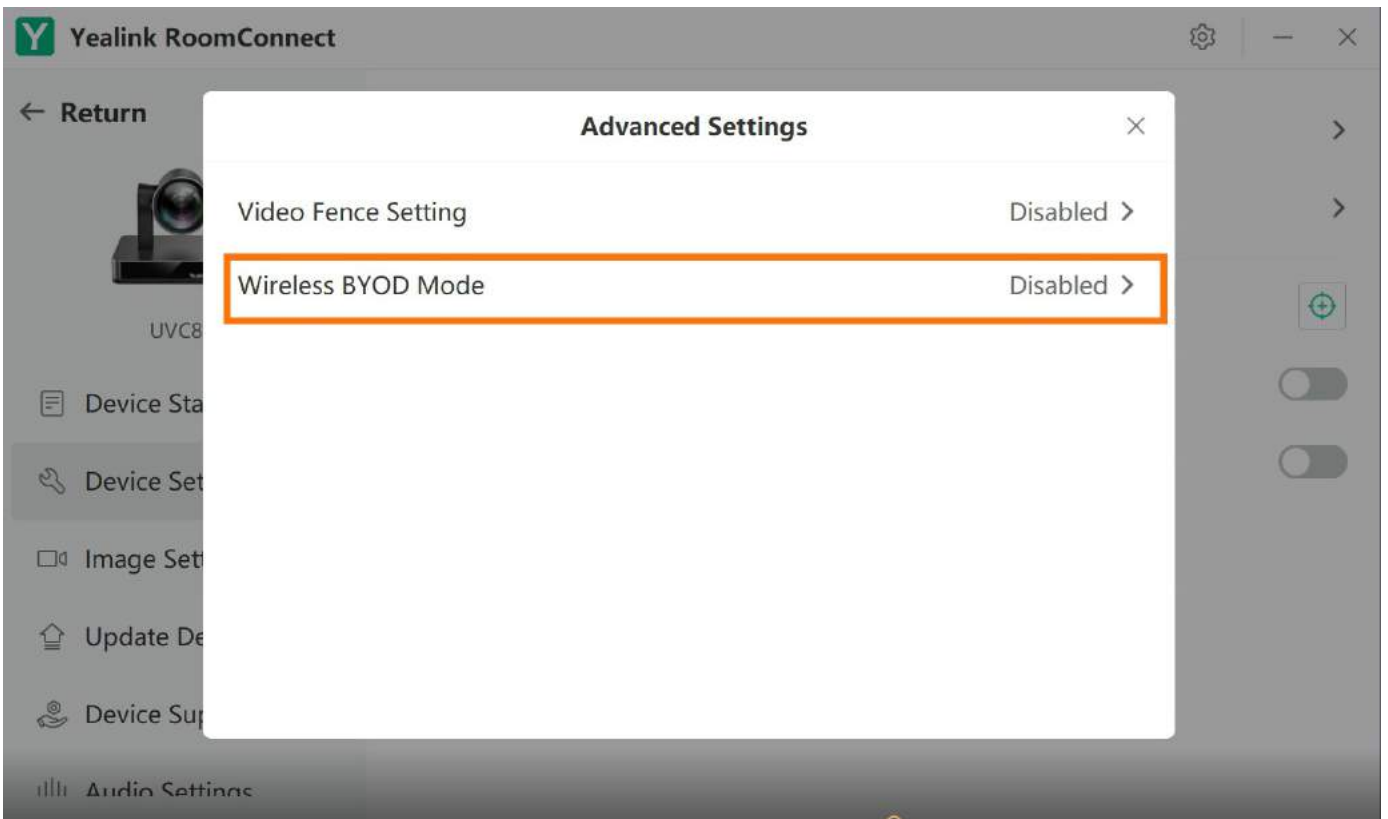 Yealink RoomConnect
Return
Advanced Settings
Video Fence Setting Disabled
Wireless BYOD Mode Disabled
UVC8
Device Sta
Device Set
Image Sett
Update De
Device Sup
Audio Settings